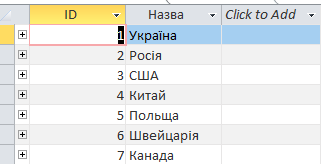 ID Назва Click to Add
1 Україна
2 Росія
3 США
4 Китай
5 Польща
6 Швейцарія
7 Канада